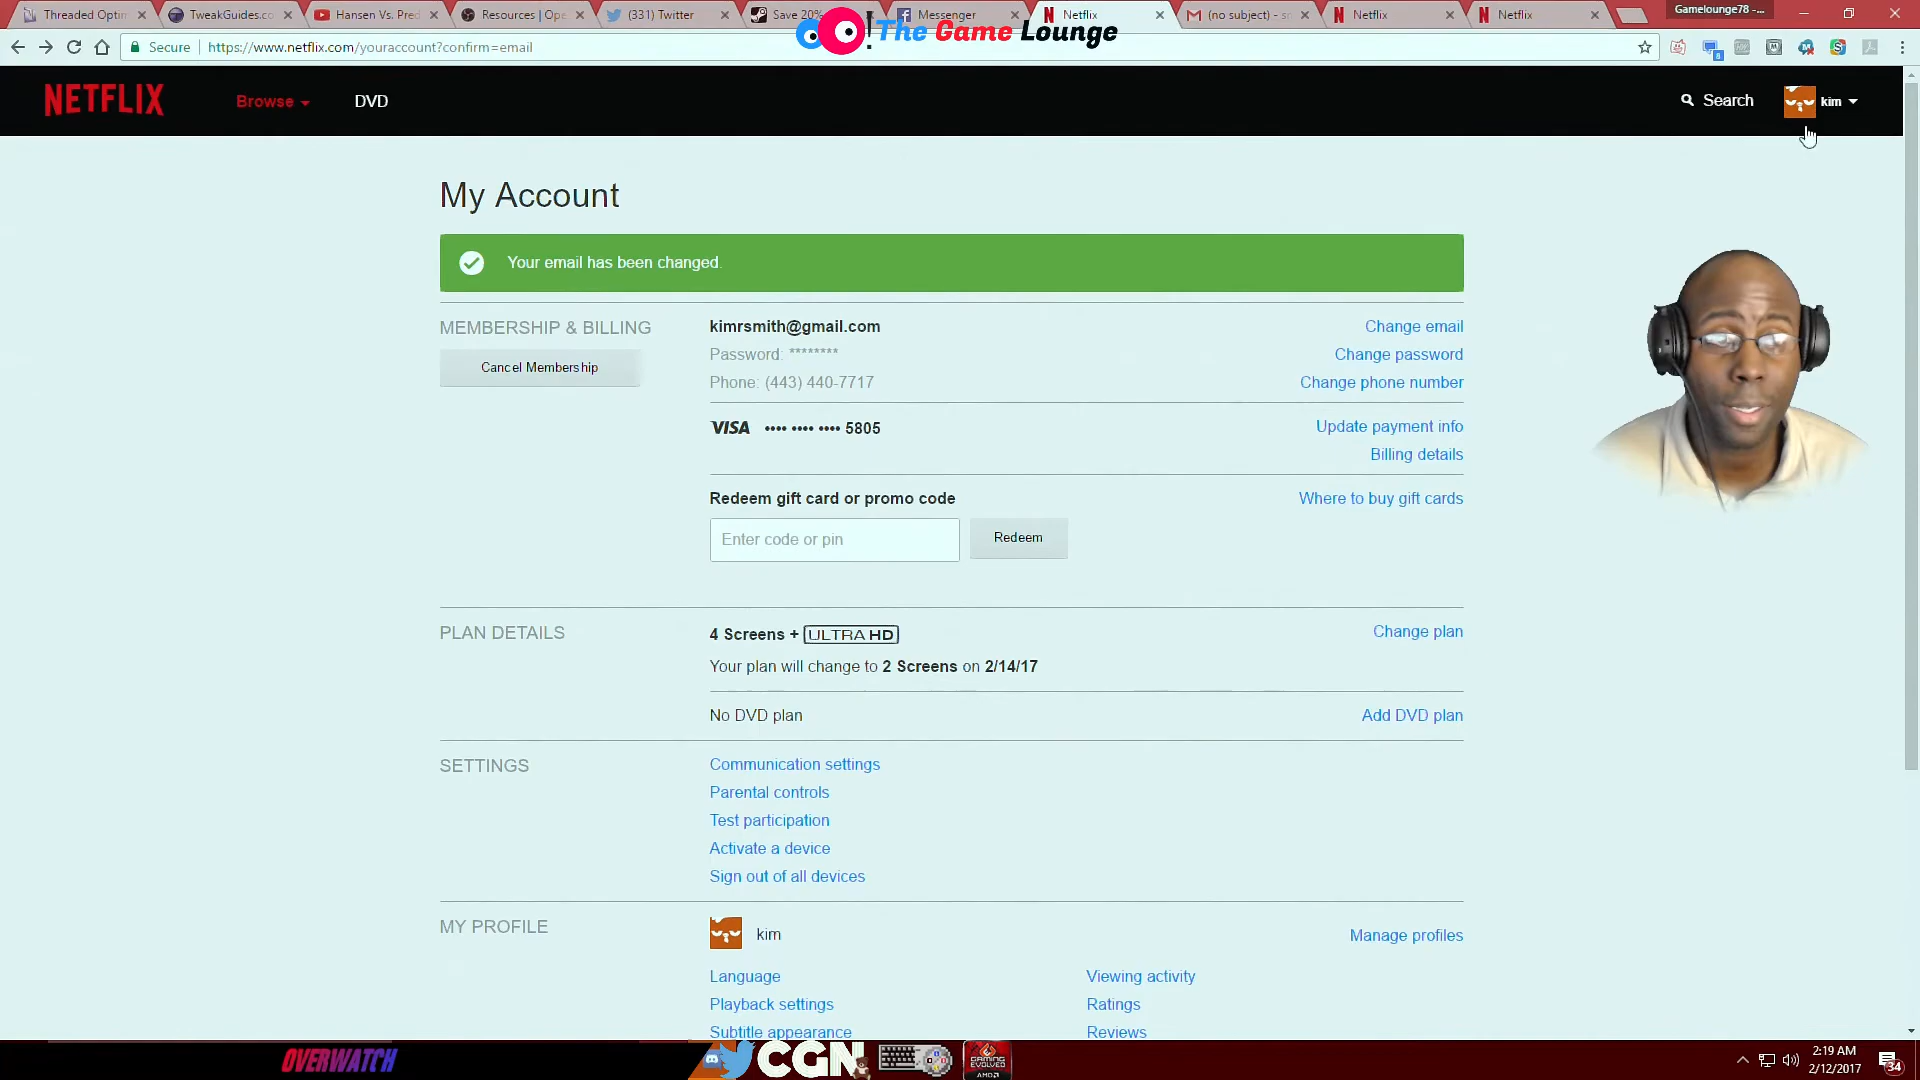 Threaded Optin
TweakGuides.co
Hansen Vs. Pred
Resources | Ope
(331) Twitter
Save 20%
Messenger
Netflix
(no subject) - sn
Netflix
Netflix
Gamelounge78 -...
The Game Lounge
Secure
https://www.netflix.com/youraccount?confirm=email
NETFLIX
Browse
DVD
Search
kim
My Account
Your email has been changed.
MEMBERSHIP & BILLING
Cancel Membership
kimrsmith@gmail.com
Change email
Password: ********
Change password
Phone: (443) 440-7717
Change phone number
VISA •••• •••• •••• 5805
Update payment info
Billing details
Redeem gift card or promo code
Where to buy gift cards
Enter code or pin
Redeem
PLAN DETAILS
4 Screens + ULTRA HD
Change plan
Your plan will change to 2 Screens on 2/14/17
No DVD plan
Add DVD plan
SETTINGS
Communication settings
Parental controls
Test participation
Activate a device
Sign out of all devices
MY PROFILE
kim
Manage profiles
Language
Viewing activity
Playback settings
Ratings
Subtitle appearance
Reviews
OVERWATCH
CGN
GAMING
EVOLVED
AMD
2:19 AM
2/12/2017
34